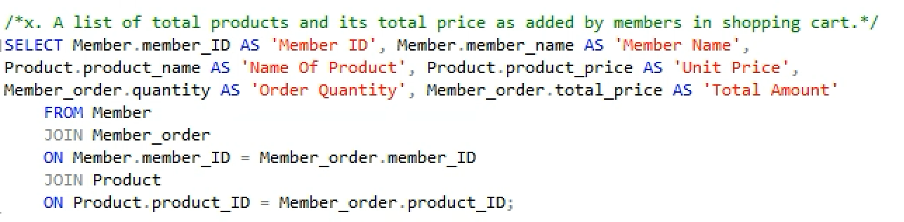 /*x. A list of total products and its total price as added by members in shopping cart.*/
SELECT Member.member_ID AS 'Member ID', Member.member_name AS 'Member Name',
Product.product_name AS 'Name Of Product', Product.product_price AS 'Unit Price',
Member_order.quantity AS 'Order Quantity', Member_order.total_price AS 'Total Amount'
FROM Member
JOIN Member_order
ON Member.member_ID = Member_order.member_ID
JOIN Product
ON Product.product_ID = Member_order.product_ID;